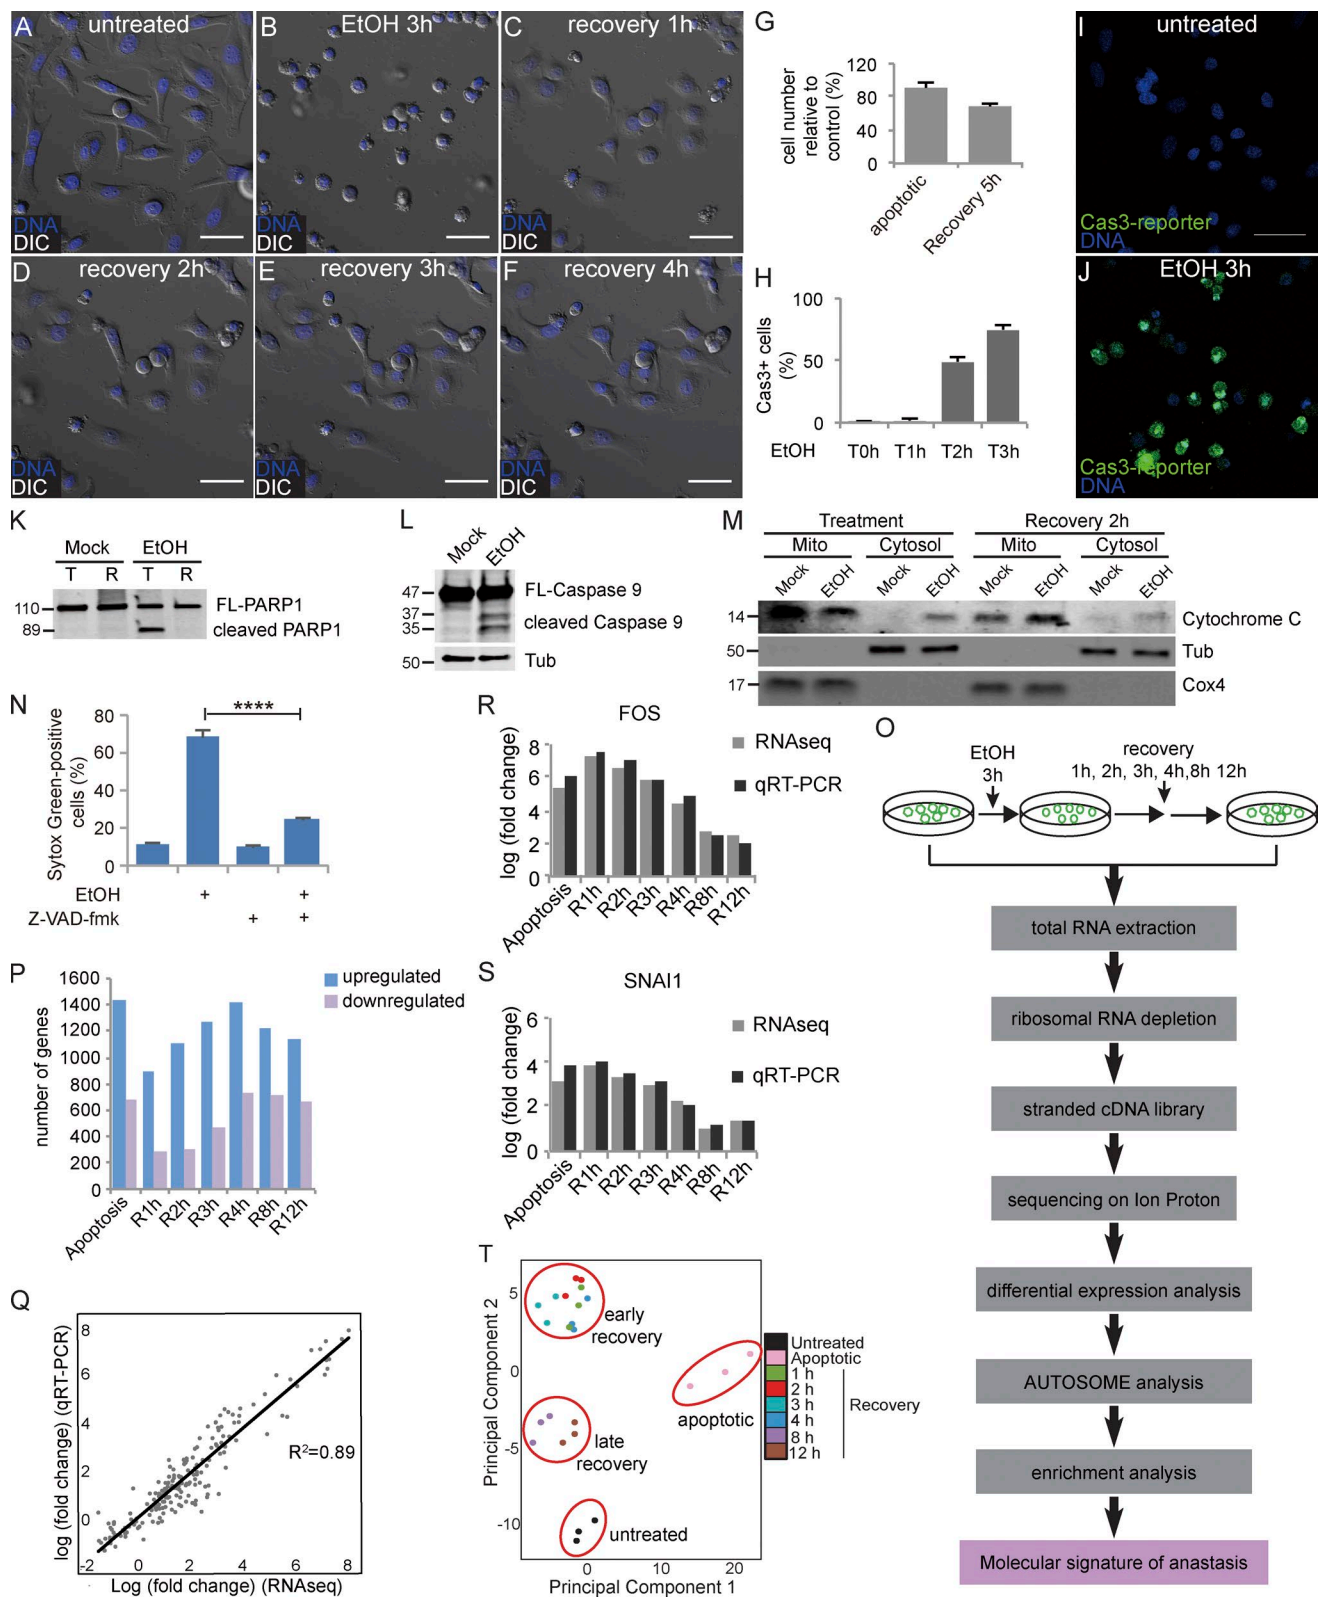 A
untreated
DNA
DIC
B
EtOH 3h
DNA
DIC
C
recovery 1h
DNA
DIC
D
recovery 2h
DNA
DIC
E
recovery 3h
DNA
DIC
F
recovery 4h
DNA
DIC
G
cell number
relative to
control (%)
120
80
40
0
apoptotic
Recovery 5h
H
Cas3+ cells
(%)
100
50
0
EtOH T0h T1h T2h T3h
I
untreated
Cas3-reporter
DNA
J
EtOH 3h
Cas3-reporter
DNA
K
Mock EtOH
T R T R
110
89
FL-PARP1
cleaved PARP1
L
Mock
EtOH
47
37
35
50
FL-Caspase 9
cleaved Caspase 9
Tub
M
Treatment Recovery 2h
Mito Cytosol Mito Cytosol
Mock EtOH Mock EtOH Mock EtOH Mock EtOH
14 Cytochrome C
50 Tub
17 Cox4
N
Sytox Green-positive
cells (%)
80
60
40
20
0
****
EtOH + +
Z-VAD-fmk + +
R
FOS
log (fold change)
8
6
4
2
0
RNAseq
qRT-PCR
Apoptosis R1h R2h R3h R4h R8h R12h
O
EtOH
3h
recovery
1h, 2h, 3h, 4h,8h 12h
total RNA extraction
ribosomal RNA depletion
stranded cDNA library
sequencing on Ion Proton
differential expression analysis
AUTOSOME analysis
enrichment analysis
Molecular signature of anastasis
P
number of genes
1600
1400
1200
1000
800
600
400
200
0
upregulated
downregulated
Apoptosis R1h R2h R3h R4h R8h R12h
S
SNAI1
log (fold change)
6
4
2
0
RNAseq
qRT-PCR
Apoptosis R1h R2h R3h R4h R8h R12h
Q
log (fold change) (qRT-PCR)
8
6
4
2
0
R²=0.89
-2 0 2 4 6 8
Log (fold change) (RNAseq)
T
Principal Component 2
5
0
-5
-10
early
recovery
apoptotic
late
recovery
untreated
0 10 20
Principal Component 1
Untreated
Apoptotic
1 h
2 h
3 h
4 h
8 h
12 h
Recovery